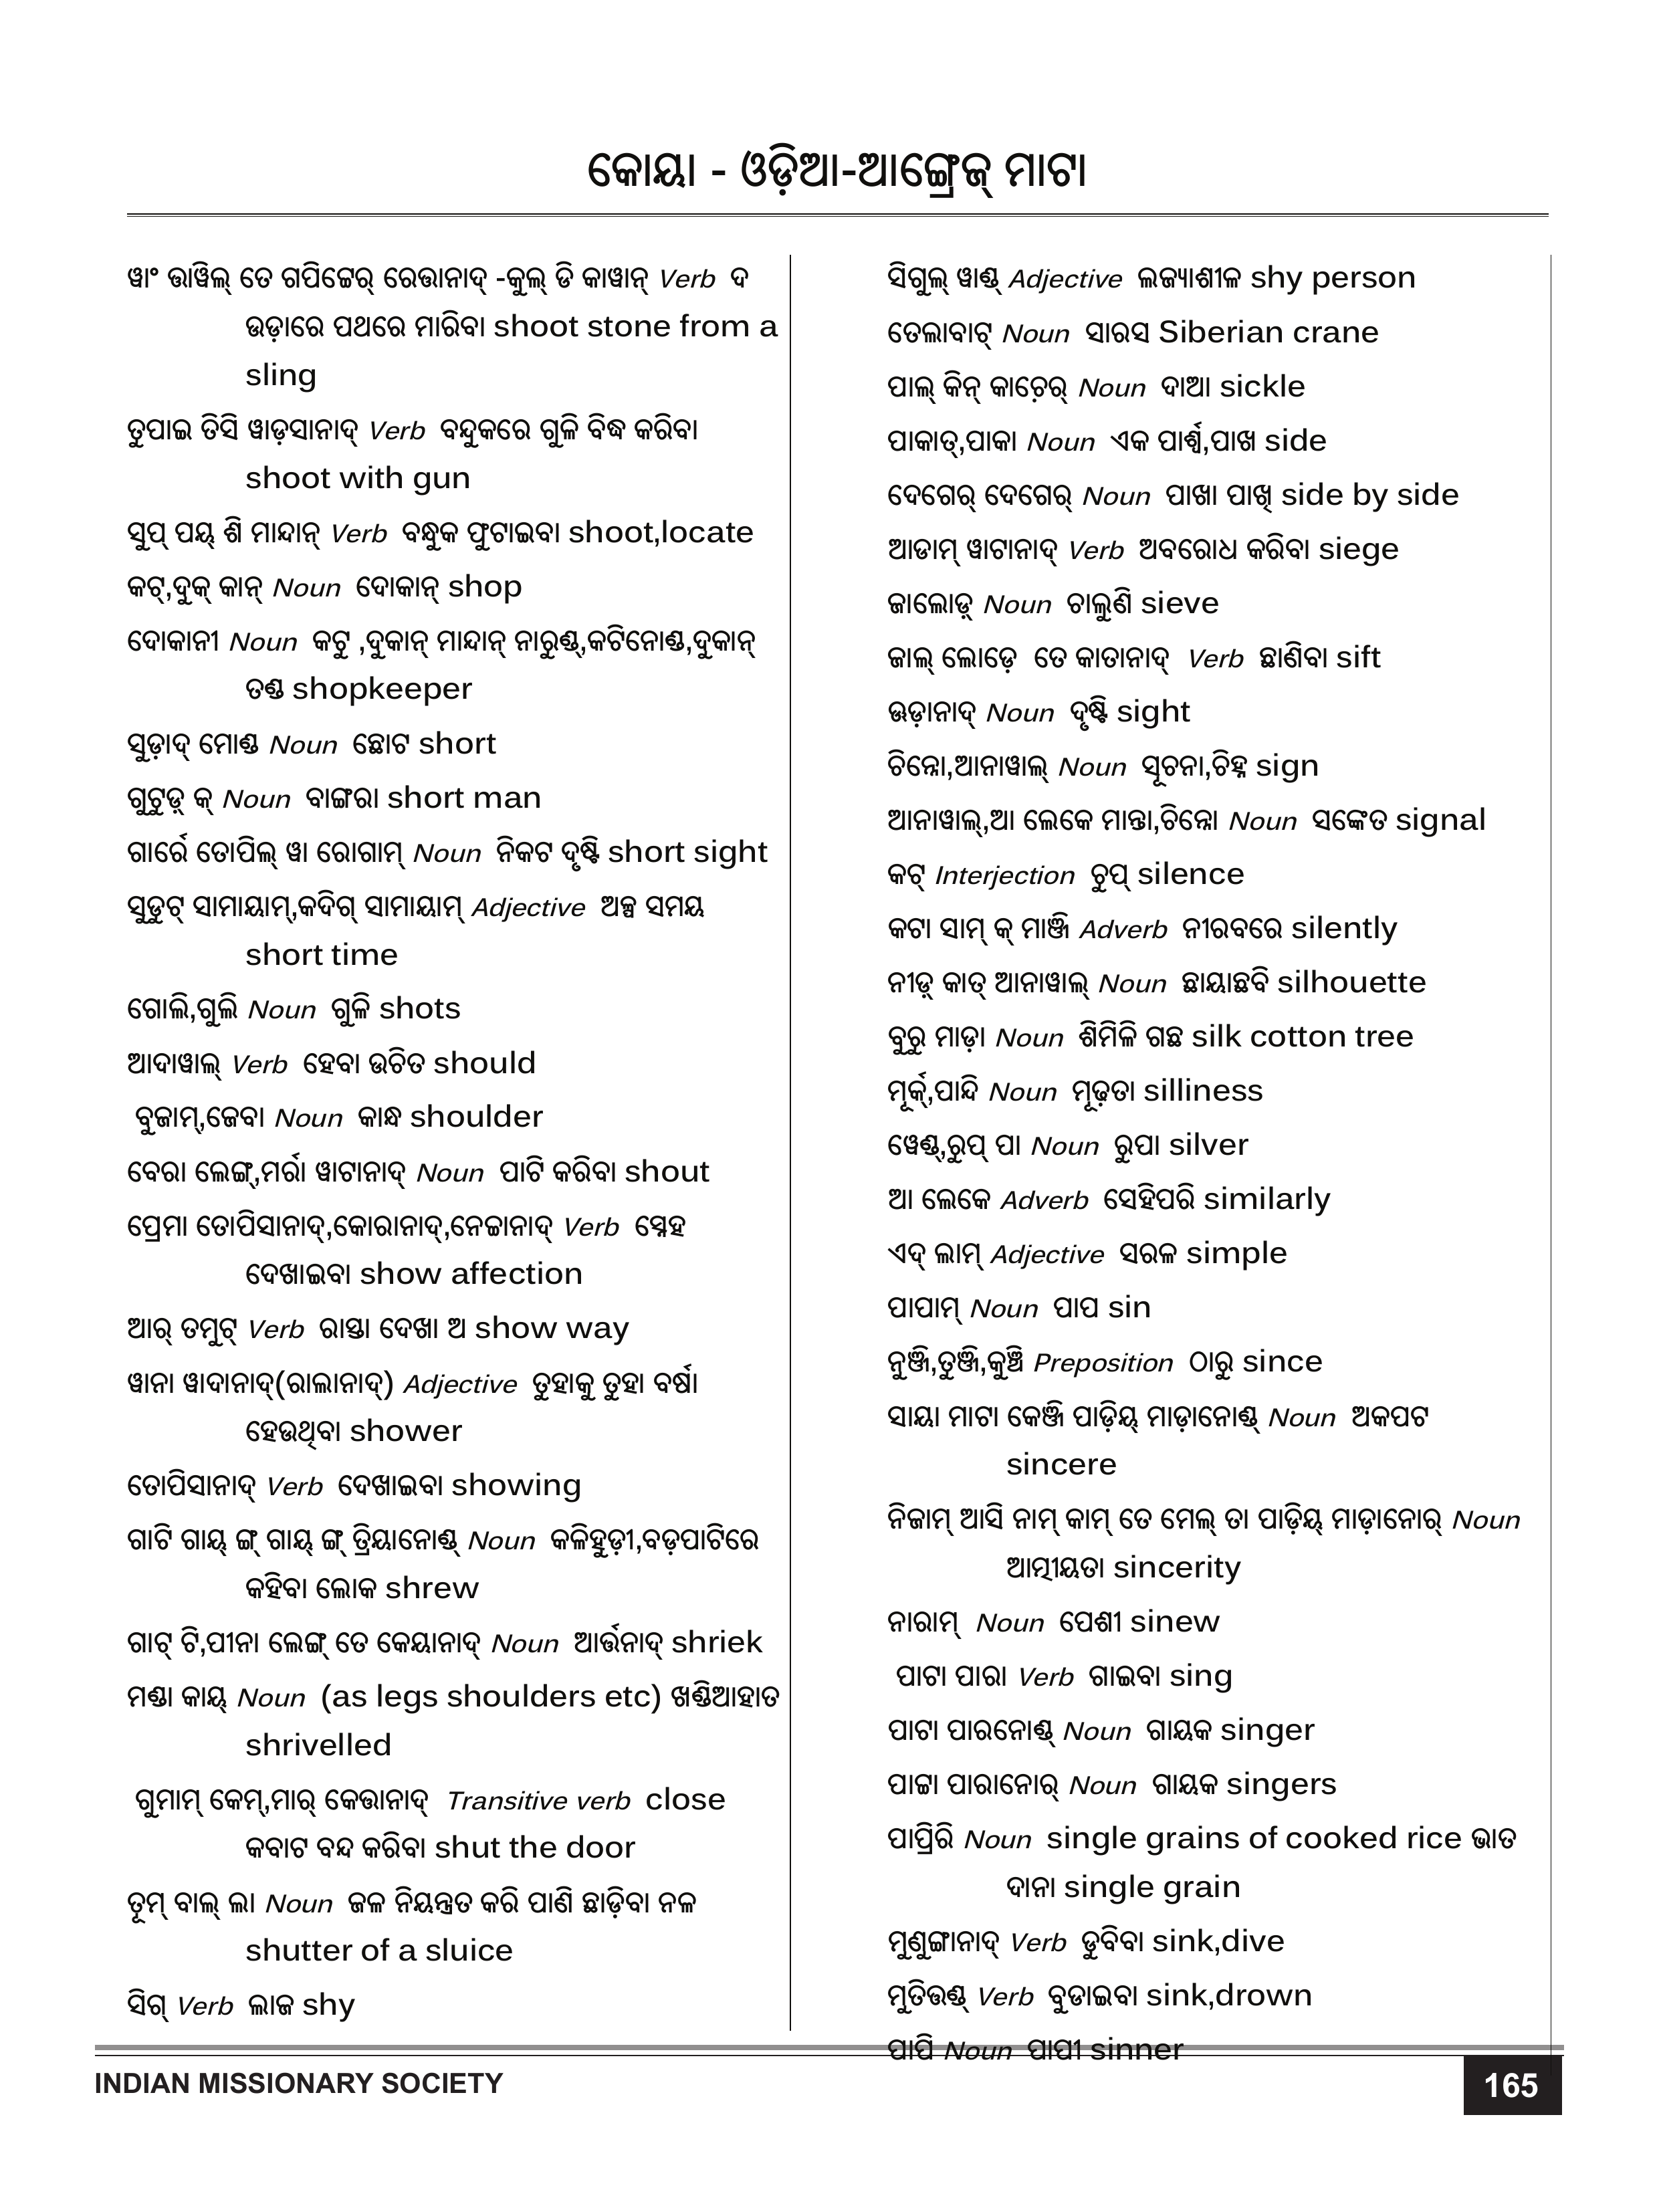 କୋୟା - ଓଡ଼ିଆ-ଆଙ୍ଗ୍ରେଜ୍ ମାଟା
ୱାଂ ଭାୱିଲ୍ ତେ ଗପିଟ୍ଟେର୍ ରେଭାନାଦ୍ -କୁଲ୍ ଡି କାୱାନ୍ Verb ଦ
ଉଡ଼ାରେ ପଥରେ ମାରିବା shoot stone from a
sling
ତୁପାଇ ତିସି ୱାଡ଼ସାନାଦ୍ Verb ବନ୍ଦୁକରେ ଗୁଳି ବିଦ୍ଧ କରିବା
shoot with gun
ସୁପ୍ ପୟ୍ ଶି ମାନ୍ଦାନ୍ Verb ବନ୍ଧୁକ ଫୁଟାଇବା shoot,locate
କଟ୍,ଦୁକ୍ କାନ୍ Noun ଦୋକାନ୍ shop
ଦୋକାନୀ Noun କଟୁ ,ଦୁକାନ୍ ମାନ୍ଦାନ୍ ନାରୁଣ୍ଡ୍,କଟିନୋଣ୍ଡ,ଦୁକାନ୍
ତଣ୍ଡ shopkeeper
ସୁଡ଼ାଦ୍ ମୋଣ୍ଡ Noun ଛୋଟ short
ଗୁଟୁଡ଼୍ କ୍ Noun ବାଙ୍ଗରା short man
ଗାର୍ରେ ତୋପିଲ୍ ୱା ରୋଗାମ୍ Noun ନିକଟ ଦୃଷ୍ଟି short sight
ସୁଡୁଟ୍ ସାମାୟାମ୍,କଦିଗ୍ ସାମାୟାମ୍ Adjective ଅଳ୍ପ ସମୟ
short time
ଗୋଲି,ଗୁଲି Noun ଗୁଳି shots
ଆଦାୱାଲ୍ Verb ହେବା ଉଚିତ should
ବୁଜାମ୍,ଜେବା Noun କାନ୍ଧ shoulder
ବେରା ଲେଙ୍ଗ୍,ମର୍ରା ୱାଟାନାଦ୍ Noun ପାଟି କରିବା shout
ପ୍ରେମା ତୋପିସାନାଦ୍,କୋରାନାଦ୍,ନେଚ୍ଚାନାଦ୍ Verb ସ୍ନେହ
ଦେଖାଇବା show affection
ଆର୍ ତମୁଟ୍ Verb ରାସ୍ତା ଦେଖା ଅ show way
ୱାନା ୱାଦାନାଦ୍(ରାଲାନାଦ୍) Adjective ତୁହାକୁ ତୁହା ବର୍ଷା
ହେଉଥିବା shower
ତୋପିସାନାଦ୍ Verb ଦେଖାଇବା showing
ଗାଟି ଗାୟ୍ ଙ୍ଗ୍ ଗାୟ୍ ଙ୍ଗ୍ ତ୍ରିୟାନୋଣ୍ଡ୍ Noun କଳିହୁଡ଼ୀ,ବଡ଼ପାଟିରେ
କହିବା ଲୋକ shrew
ଗାଟ୍ ଟି,ପୀନା ଲେଙ୍ଗ୍ ତେ କେୟାନାଦ୍ Noun ଆର୍ତ୍ତନାଦ୍ shriek
ମଣ୍ଡା କାୟ୍ Noun (as legs shoulders etc) ଖଣ୍ଡିଆହାତ
shrivelled
ଗୁମାମ୍ କେମ୍,ମାର୍ କେତ୍ତାନାଦ୍ Transitive verb close
କବାଟ ବନ୍ଦ କରିବା shut the door
ତୂମ୍ ବାଲ୍ ଲା Noun ଜଳ ନିୟନ୍ତ୍ରତ କରି ପାଣି ଛାଡ଼ିବା ନଳ
shutter of a sluice
ସିଗ୍ Verb ଲାଜ shy
ସିଗୁଲ୍ ୱାଣ୍ଡ୍ Adjective ଲଜ୍ୟାଶୀଳ shy person
ତେଲାବାଟ୍ Noun ସାରସ Siberian crane
ପାଲ୍ କିନ୍ କାଚେ଼ର୍ Noun ଦାଆ sickle
ପାକାତ୍,ପାକା Noun ଏକ ପାର୍ଶ୍ଵ,ପାଖ side
ଦେଗେର୍ ଦେଗେର୍ Noun ପାଖା ପାଖି side by side
ଆଡାମ୍ ୱାଟାନାଦ୍ Verb ଅବରୋଧ କରିବା siege
ଜାଲୋଡ଼୍ Noun ଚାଲୁଣି sieve
ଜାଲ୍ ଲୋଡ଼େ ତେ କାତାନାଦ୍ Verb ଛାଣିବା sift
ଊଡ଼ାନାଦ୍ Noun ଦୃଷ୍ଟି sight
ଚିନ୍ନୋ,ଆନାୱାଲ୍ Noun ସୂଚନା,ଚିହ୍ନ sign
ଆନାୱାଲ୍,ଆ ଲେକେ ମାନ୍ତା,ଚିନ୍ନୋ Noun ସଙ୍କେତ signal
କଟ୍ Interjection ଚୁପ୍ silence
କଟା ସାମ୍ କ୍ ମାଞ୍ଜି Adverb ନୀରବରେ silently
ନୀଡ଼୍ କାତ୍ ଆନାୱାଲ୍ Noun ଛାୟାଛବି silhouette
ବୁରୁ ମାଡ଼ା Noun ଶିମିଳି ଗଛ silk cotton tree
ମୂର୍କ୍,ପାନ୍ଦି Noun ମୂଢ଼ତା silliness
ୱେଣ୍ଡ୍,ରୁପ୍ ପା Noun ରୁପା silver
ଆ ଲେକେ Adverb ସେହିପରି similarly
ଏଦ୍ ଲାମ୍ Adjective ସରଳ simple
ପାପାମ୍ Noun ପାପ sin
ନୁଞ୍ଜି,ତୁଞ୍ଜି,କୁଞ୍ଚି Preposition ଠାରୁ since
ସାୟା ମାଟା କେଞ୍ଜି ପାଡ଼ିୟ୍ ମାଡ଼ାନୋଣ୍ଡ୍ Noun ଅକପଟ
sincere
ନିଜାମ୍ ଆସି ନାମ୍ କାମ୍ ତେ ମେଲ୍ ତା ପାଡ଼ିୟ୍ ମାଡ଼ାନୋର୍ Noun
ଆତ୍ମୀୟତା sincerity
ନାରାମ୍ Noun ପେଶୀ sinew
ପାଟା ପାରା Verb ଗାଇବା sing
ପାଟା ପାରନୋଣ୍ଡ୍ Noun ଗାୟକ singer
ପାଟ୍ଟା ପାରାନୋର୍ Noun ଗାୟକ singers
ପାପ୍ରିରି Noun single grains of cooked rice ଭାତ
ଦାନା single grain
ମୁଣୁଙ୍ଗାନାଦ୍ Verb ଡୁବିବା sink,dive
ମୁତିଉଣ୍ଡ୍ Verb ବୁଡାଇବା sink,drown
ପାପି Noun ପାପୀ sinner
INDIAN MISSIONARY SOCIETY
165